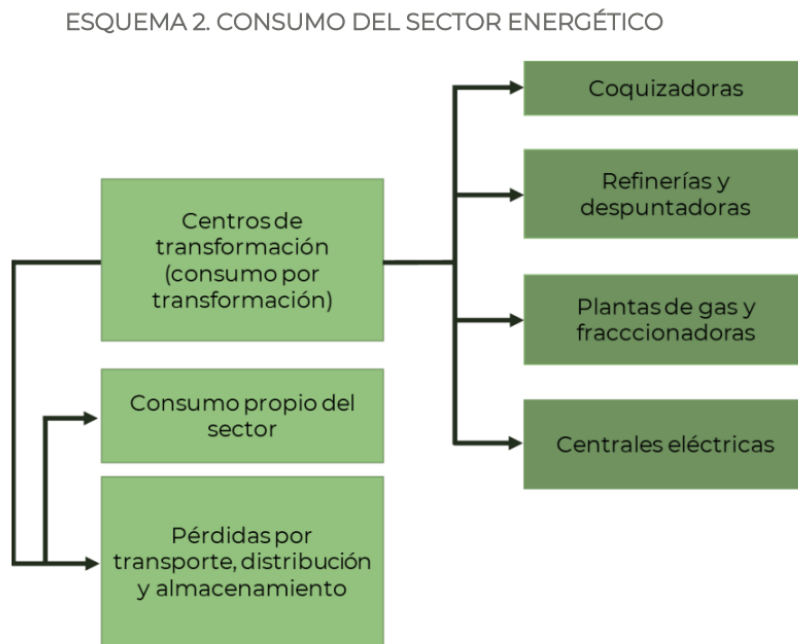 ESQUEMA 2. CONSUMO DEL SECTOR ENERGÉTICO
Centros de
transformación
(consumo por
transformación)
Consumo propio del
sector
Pérdidas por
transporte, distribución
y almacenamiento
Coquizadoras
Refinerías y
despuntadoras
Plantas de gas y
fracccionadoras
Centrales eléctricas